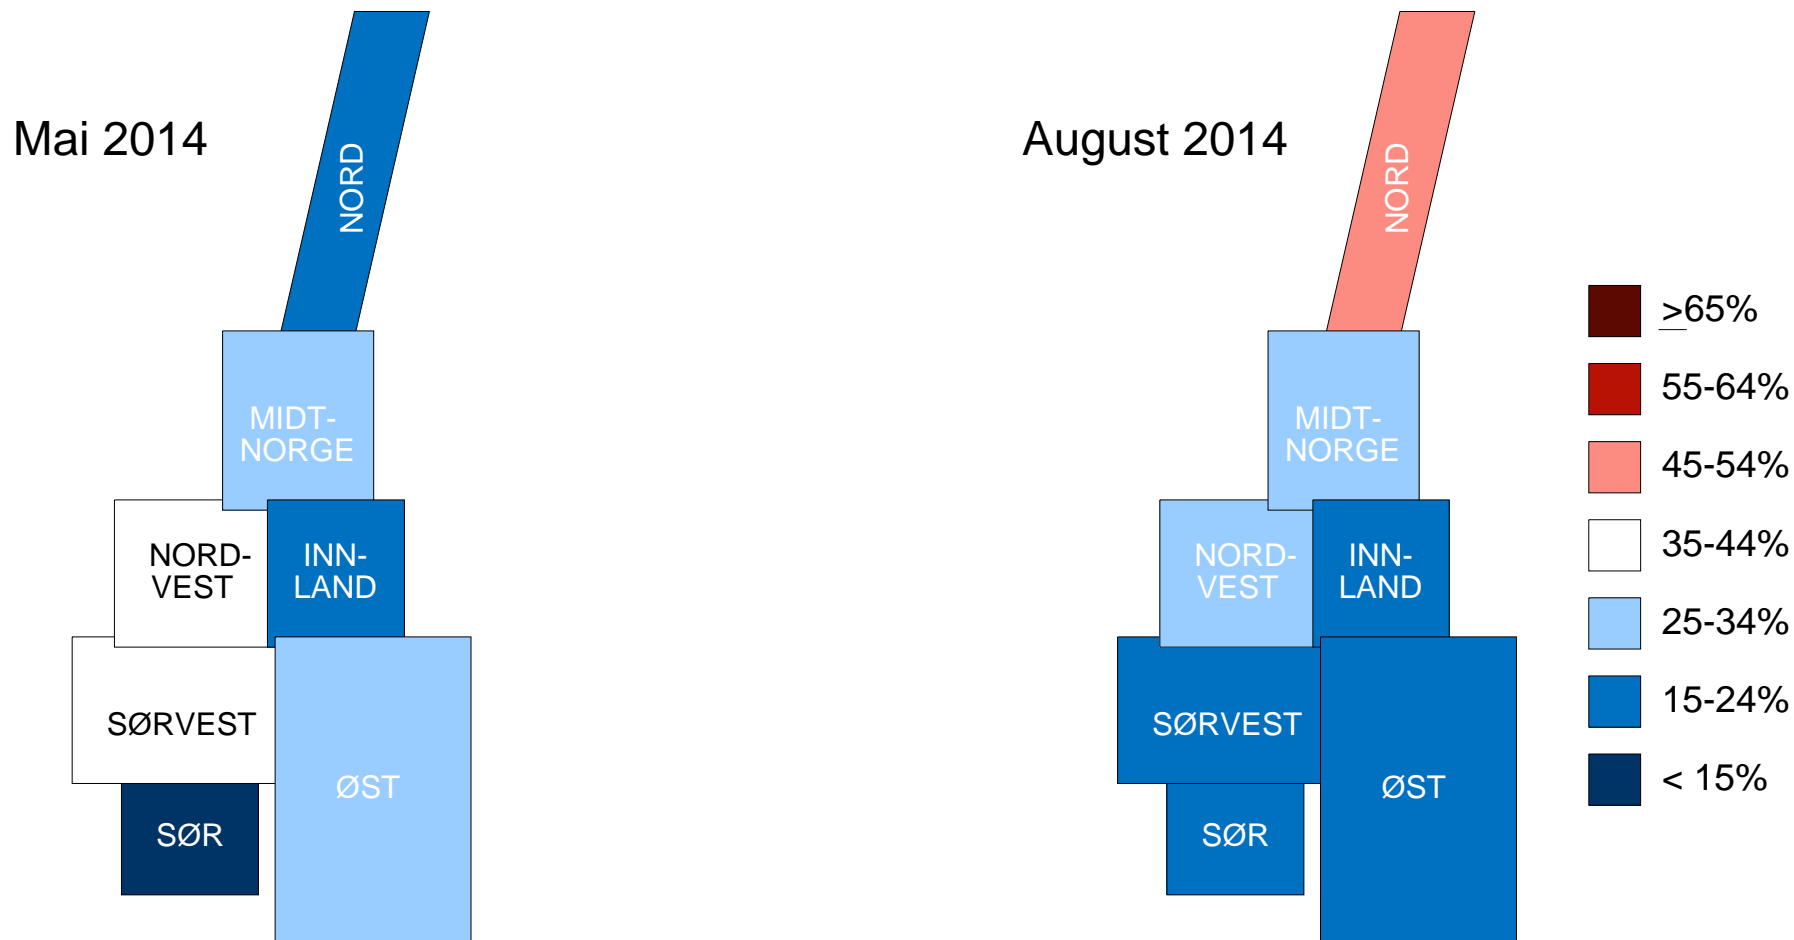 Mai 2014
NORD
MIDT-
NORGE
NORD-
VEST
INN-
LAND
SØRVEST
ØST
SØR
August 2014
NORD
MIDT-
NORGE
NORD-
VEST
INN-
LAND
SØRVEST
ØST
SØR
≥65%
55-64%
45-54%
35-44%
25-34%
15-24%
< 15%